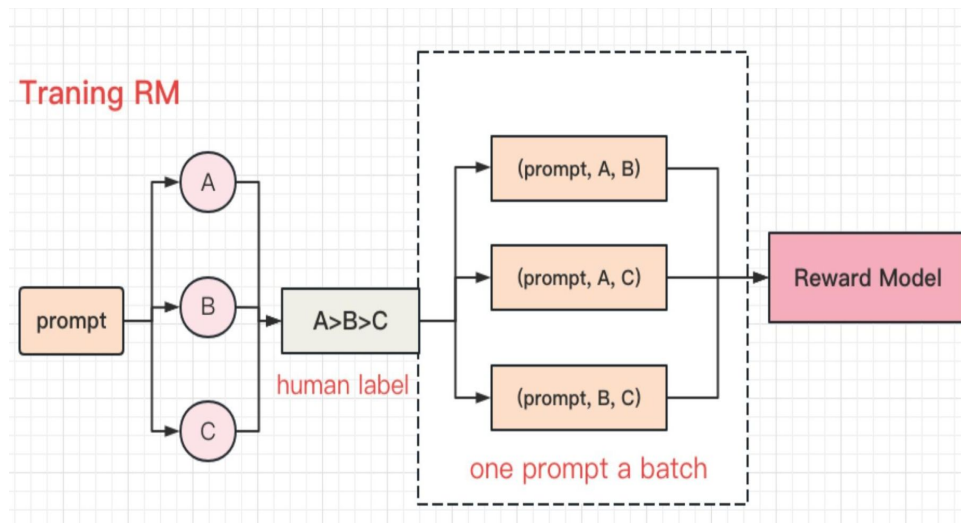 Traning RM
A
B
C
prompt
A>B>C
human label
(prompt, A, B)
(prompt, A, C)
(prompt, B, C)
one prompt a batch
Reward Model